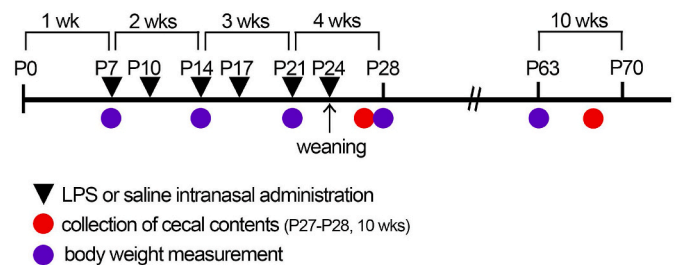 1 wk 2 wks 3 wks 4 wks 10 wks
P0 P7 P10 P14 P17 P21 P24 P28 P63 P70
weaning
LPS or saline intranasal administration
collection of cecal contents (P27-P28, 10 wks)
body weight measurement